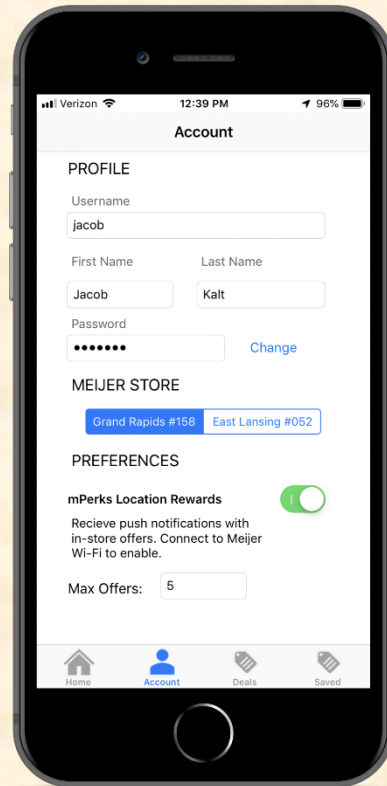 Verizon 12:39 PM 96%
Account
PROFILE
Username
jacob
First Name Last Name
Jacob Kalt
Password
••••••• Change
MEIJER STORE
Grand Rapids #158 East Lansing #052
PREFERENCES
mPerks Location Rewards
Recieve push notifications with
in-store offers. Connect to Meijer
Wi-Fi to enable.
Max Offers: 5
Home Account Deals Saved